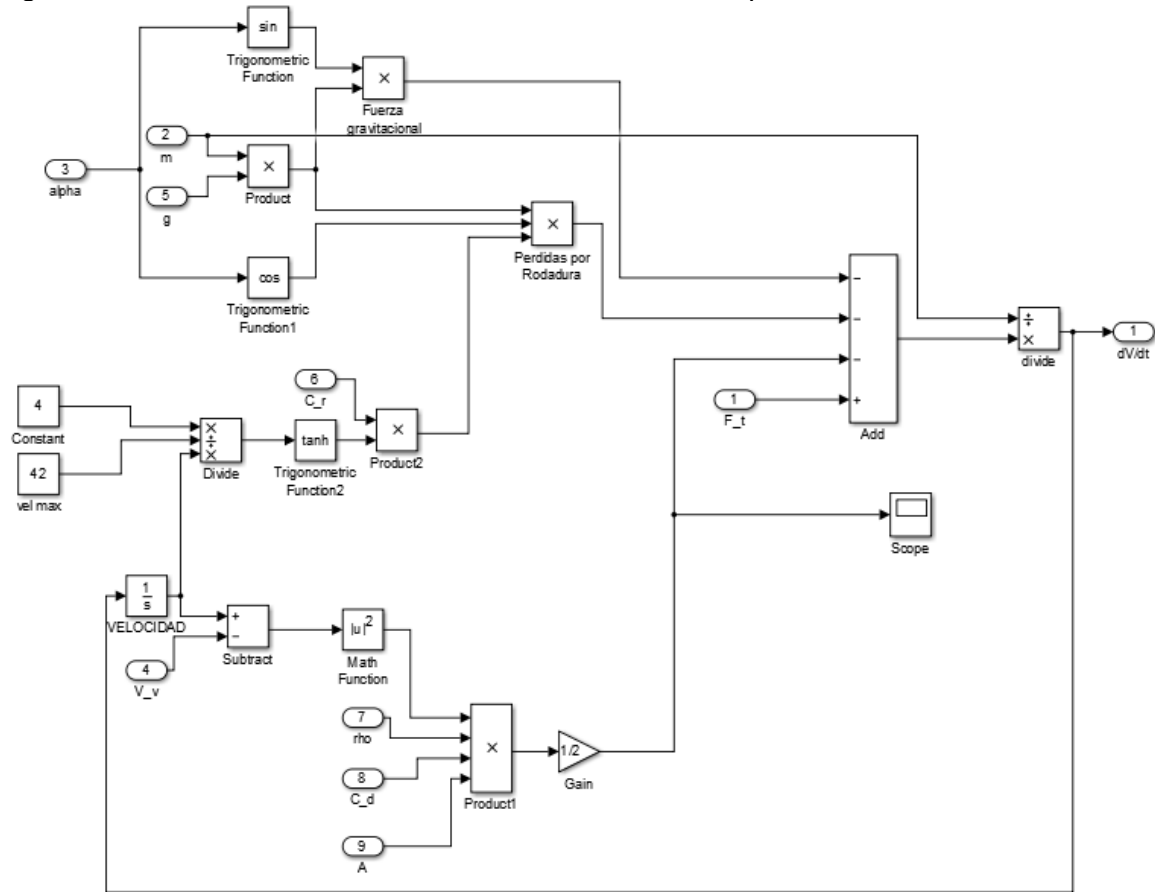 sin
Trigonometric
Function
×
Fuerza
gravitacional
2
m
3
alpha
×
Product
5
g
×
Perdidas por
Rodadura
cos
Trigonometric
Function1
−
−
−
+
Add
÷
×
divide
1
dV/dt
6
C_r
1
F_t
4
Constant
×
÷
×
Divide
tanh
Trigonometric
Function2
×
Product2
42
vel max
Scope
1
s
VELOCIDAD
+
−
Subtract
|u|²
Math
Function
4
V_v
7
rho
×
Product1
1/2
Gain
8
C_d
9
A